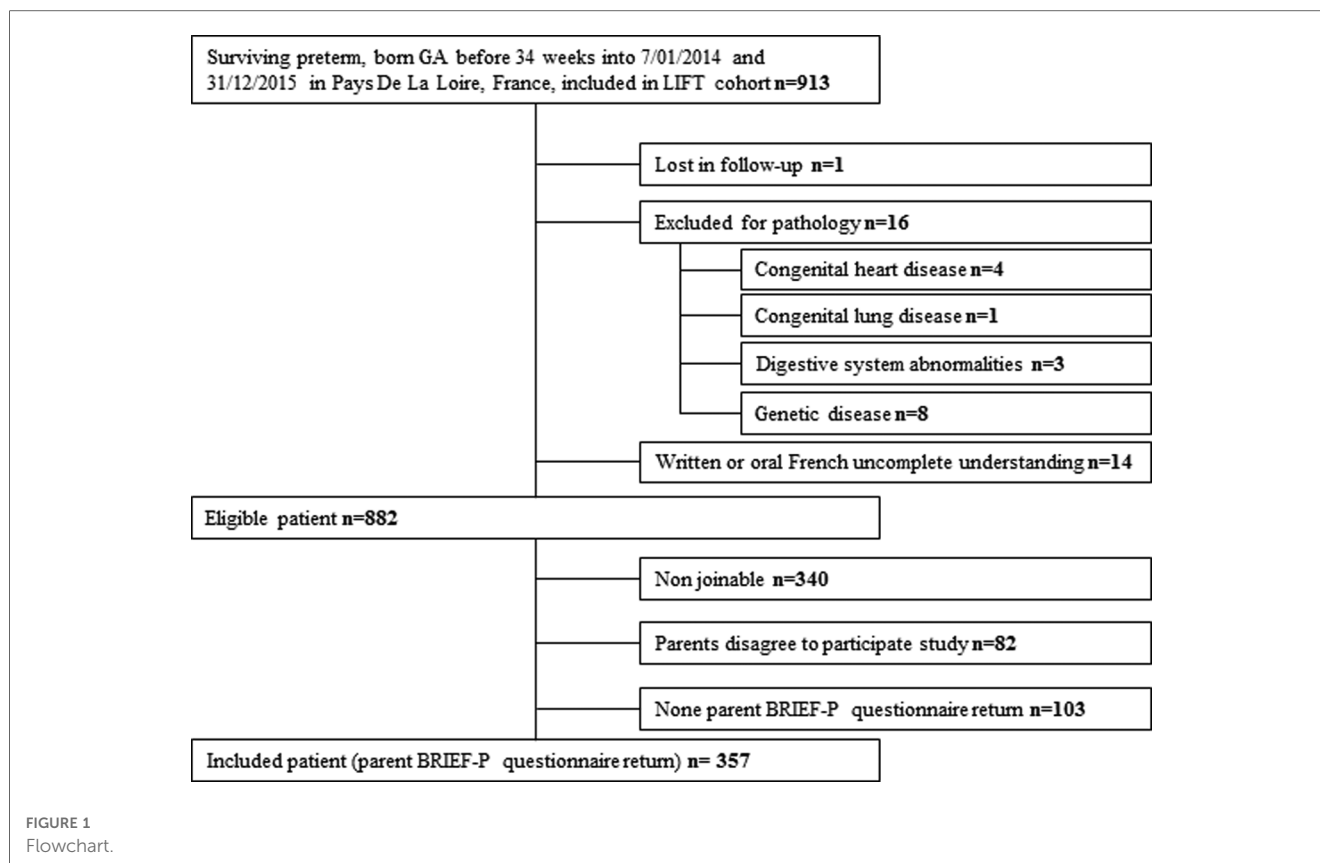 Surviving preterm, born GA before 34 weeks into 7/01/2014 and
31/12/2015 in Pays De La Loire, France, included in LIFT cohort n=913
Lost in follow-up n=1
Excluded for pathology n=16
Congenital heart disease n=4
Congenital lung disease n=1
Digestive system abnormalities n=3
Genetic disease n=8
Written or oral French uncomplete understanding n=14
Eligible patient n=882
Non joinable n=340
Parents disagree to participate study n=82
None parent BRIEF-P questionnaire return n=103
Included patient (parent BRIEF-P questionnaire return) n= 357
FIGURE 1
Flowchart.